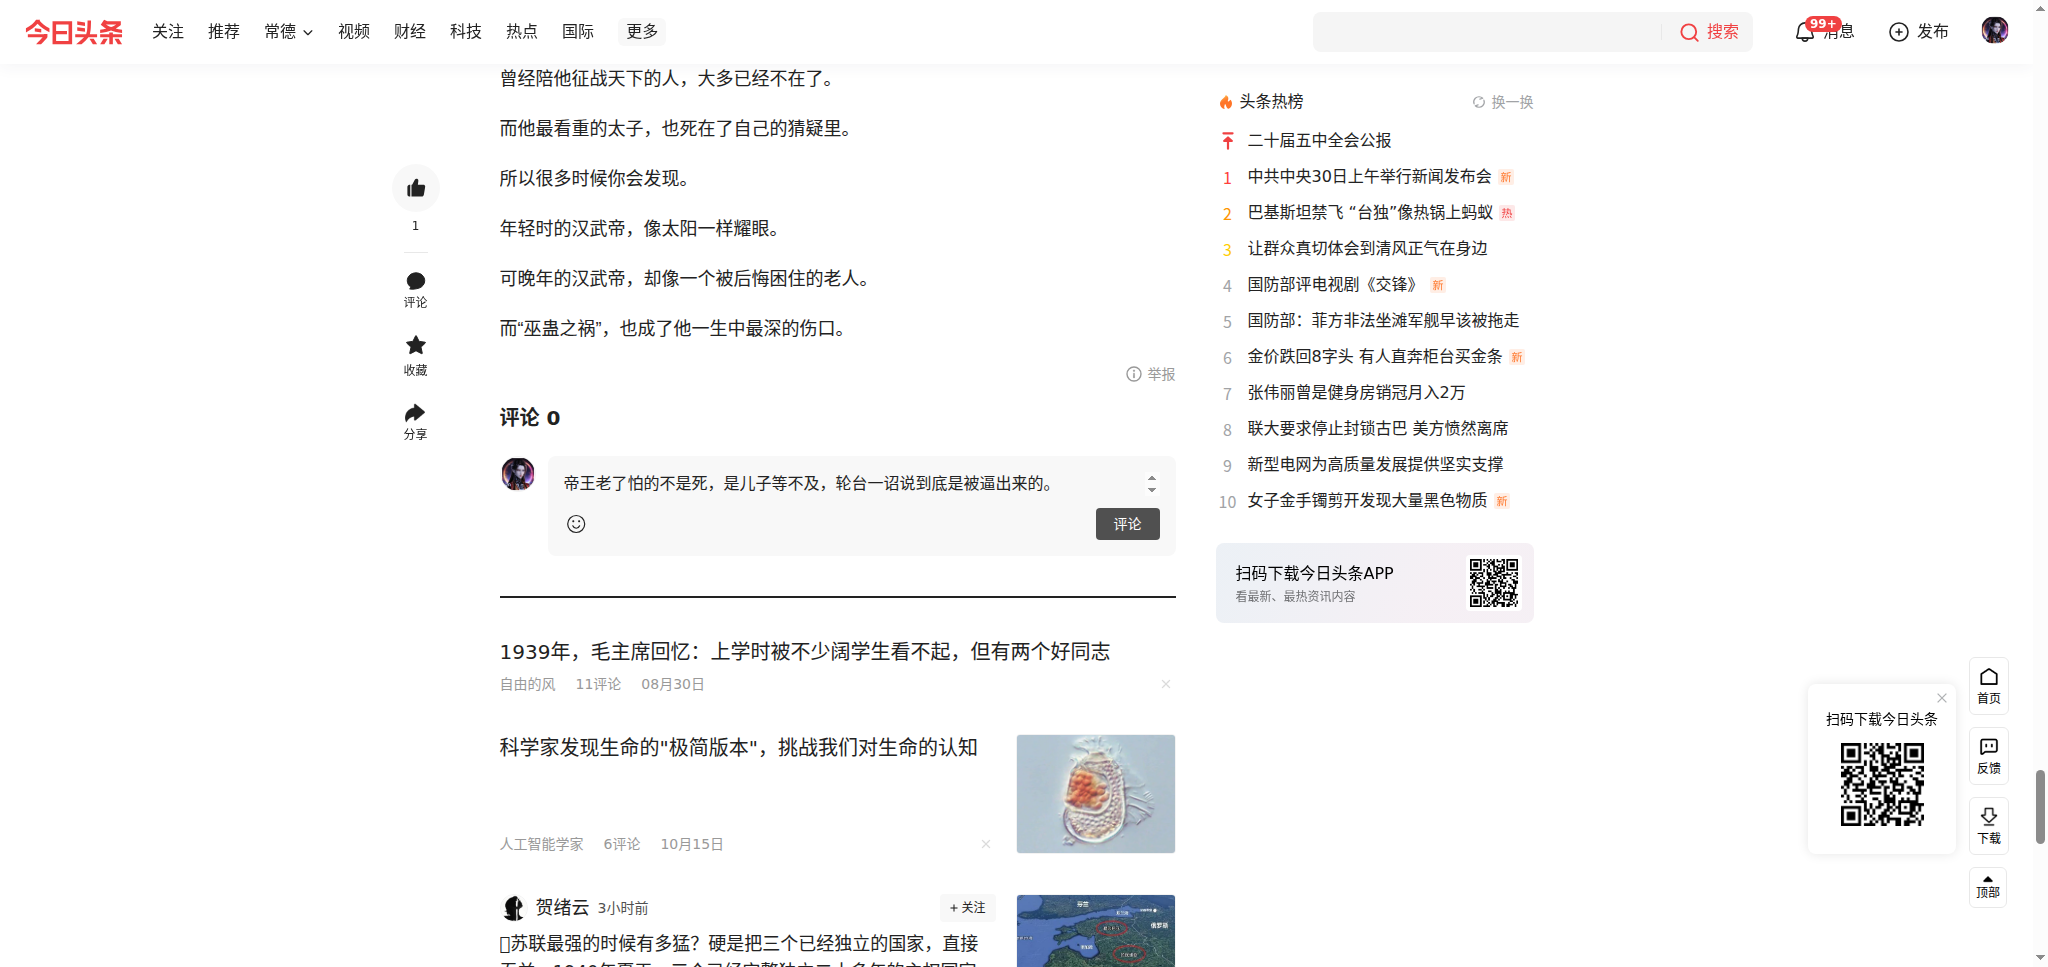 今日头条
关注 推荐 常德 视频 财经 科技 热点 国际 更多
搜索
99+
消息
发布
曾经陪他征战天下的人，大多已经不在了。
而他最看重的太子，也死在了自己的猜疑里。
所以很多时候你会发现。
年轻时的汉武帝，像太阳一样耀眼。
可晚年的汉武帝，却像一个被后悔困住的老人。
而“巫蛊之祸”，也成了他一生中最深的伤口。
1
评论
收藏
分享
举报
评论 0
帝王老了怕的不是死，是儿子等不及，轮台一诏说到底是被逼出来的。
评论
1939年，毛主席回忆：上学时被不少阔学生看不起，但有两个好同志
自由的风 11评论 08月30日
科学家发现生命的"极简版本"，挑战我们对生命的认知
人工智能学家 6评论 10月15日
贺绪云 3小时前
+ 关注
苏联最强的时候有多猛？硬是把三个已经独立的国家，直接
芬兰
俄罗斯
头条热榜
换一换
二十届五中全会公报
1 中共中央30日上午举行新闻发布会 新
2 巴基斯坦禁飞 “台独”像热锅上蚂蚁 热
3 让群众真切体会到清风正气在身边
4 国防部评电视剧《交锋》 新
5 国防部：菲方非法坐滩军舰早该被拖走
6 金价跌回8字头 有人直奔柜台买金条 新
7 张伟丽曾是健身房销冠月入2万
8 联大要求停止封锁古巴 美方愤然离席
9 新型电网为高质量发展提供坚实支撑
10 女子金手镯剪开发现大量黑色物质 新
扫码下载今日头条APP
看最新、最热资讯内容
扫码下载今日头条
首页
反馈
下载
顶部